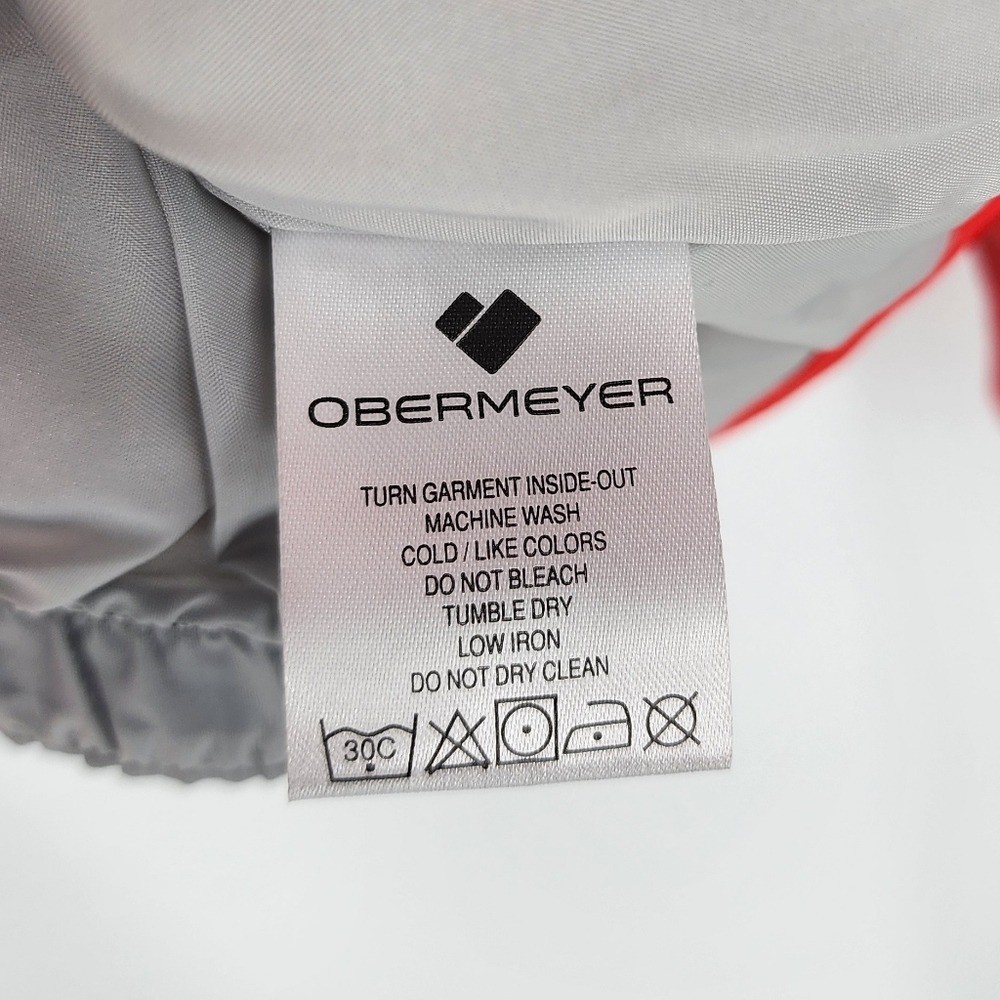 OBERMEYER
TURN GARMENT INSIDE-OUT
MACHINE WASH
COLD / LIKE COLORS
DO NOT BLEACH
TUMBLE DRY
LOW IRON
DO NOT DRY CLEAN
30C